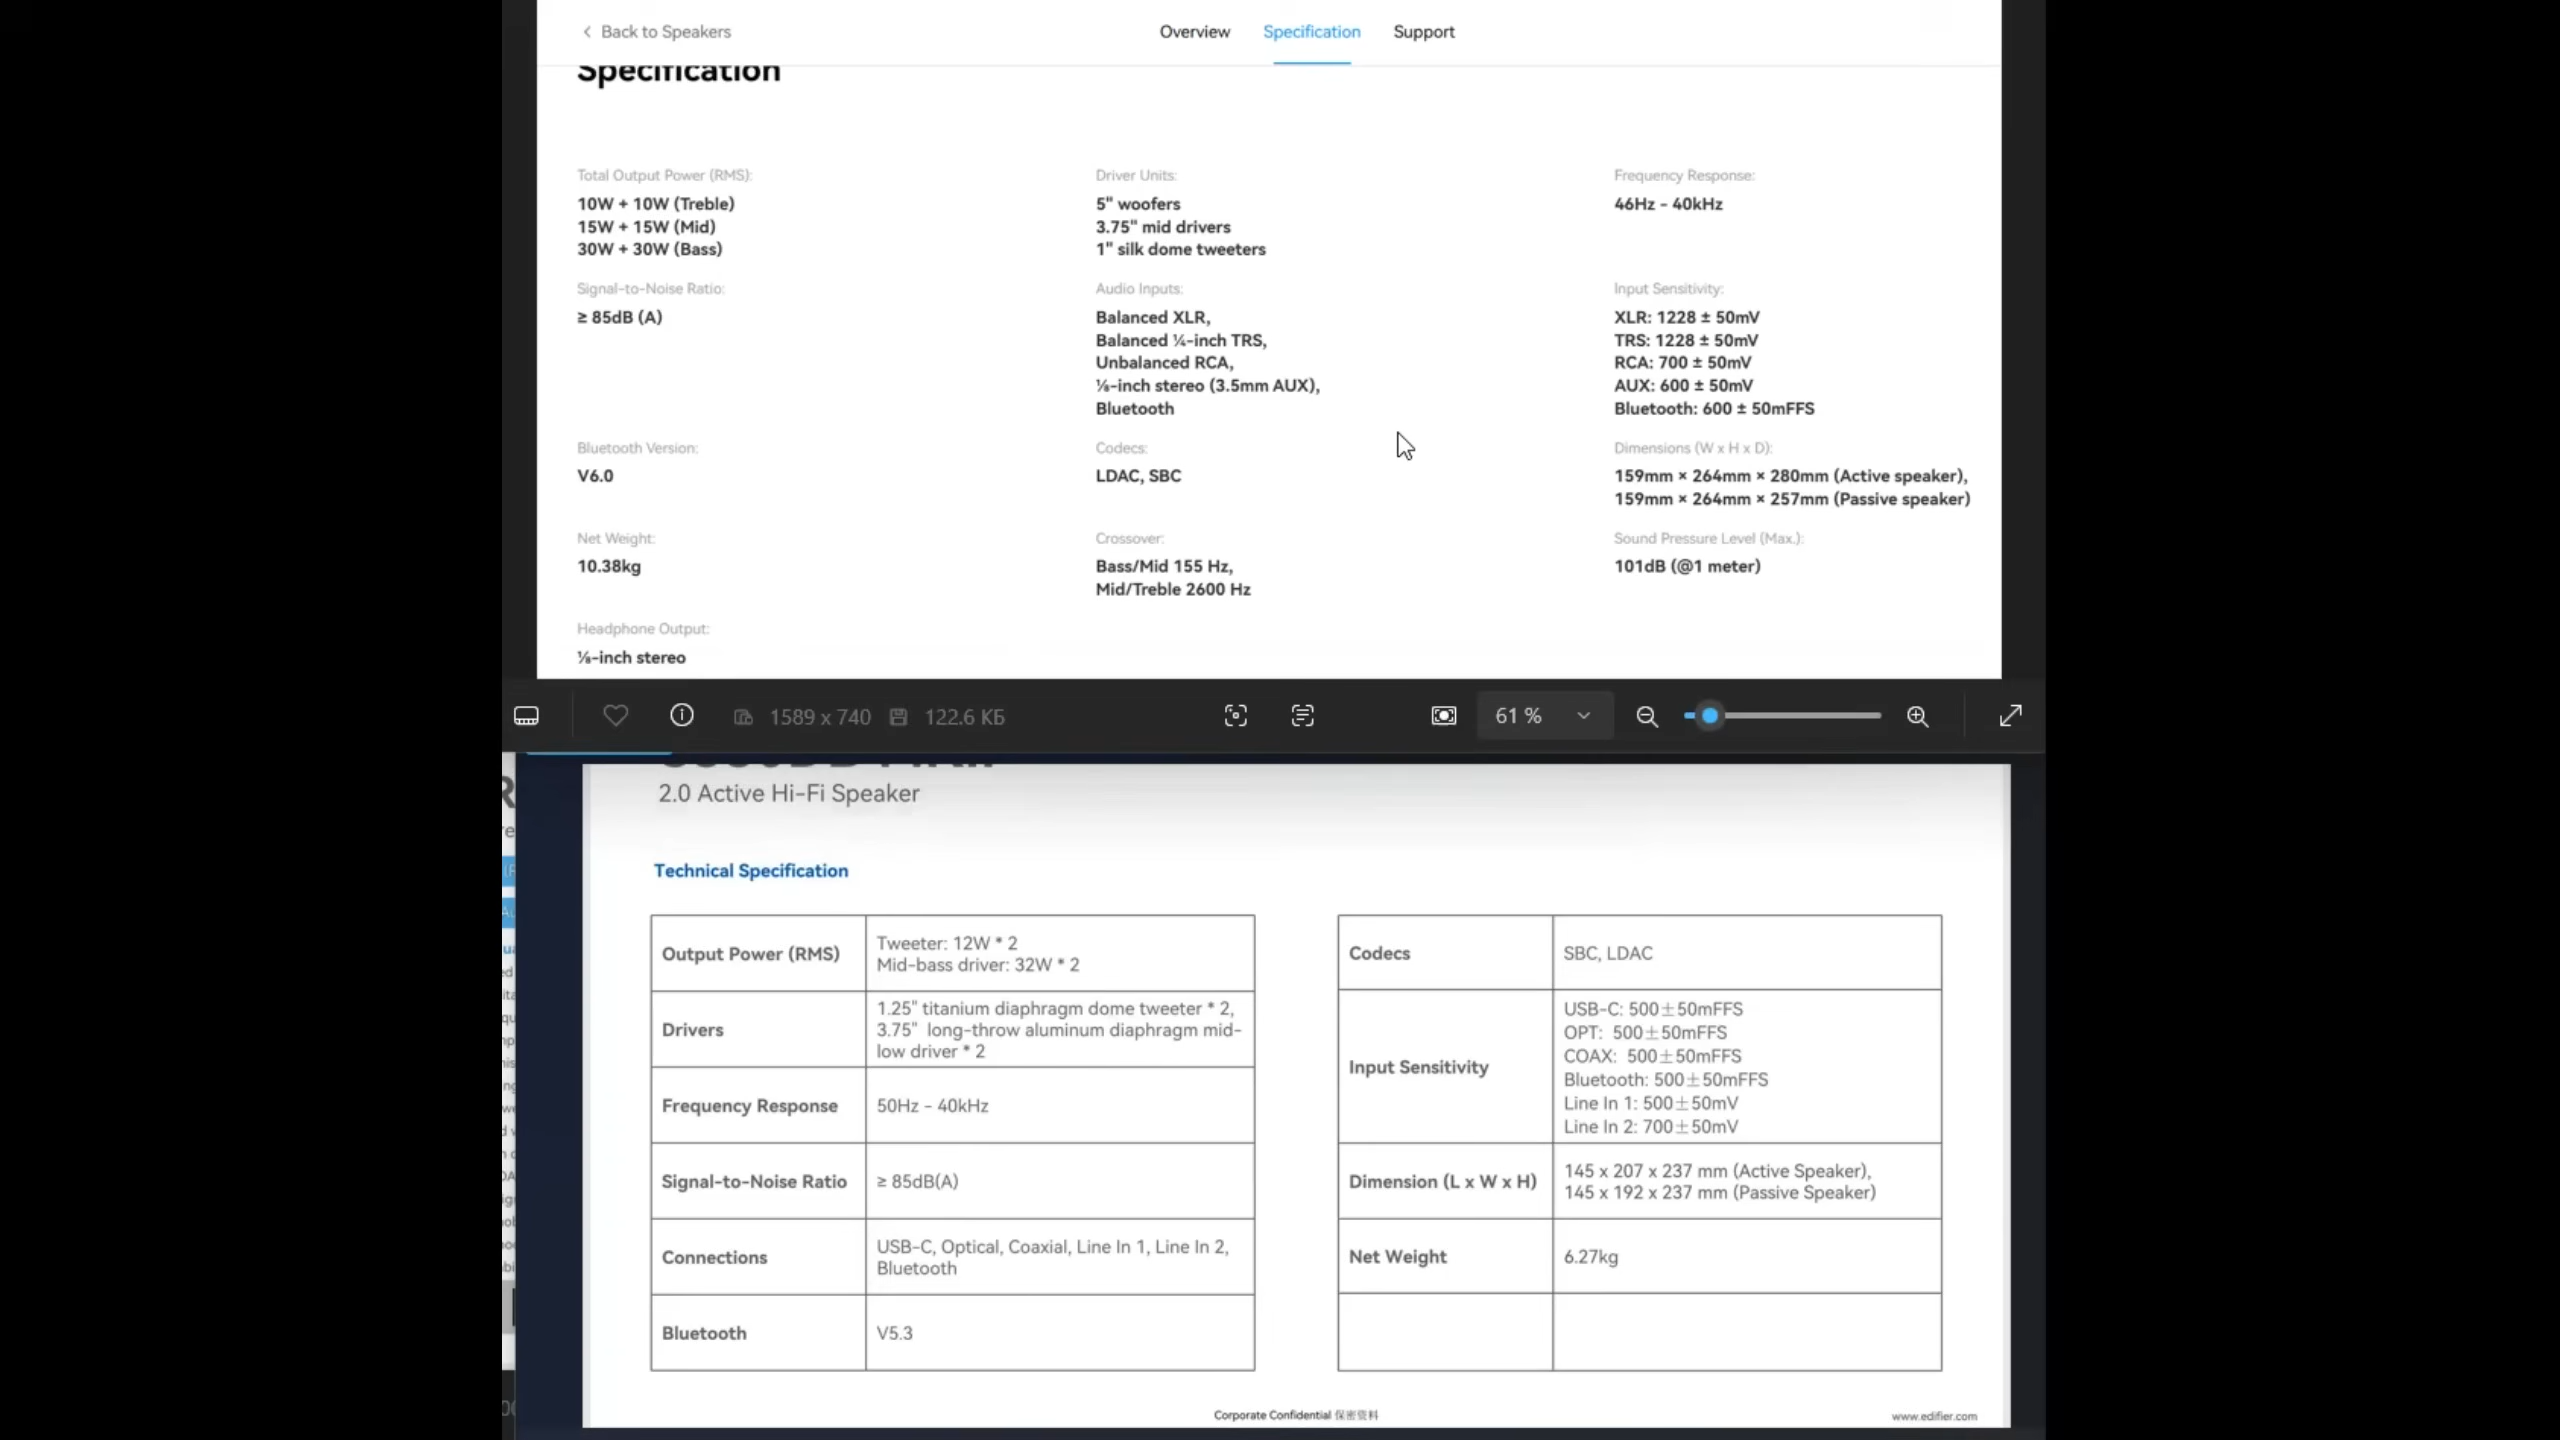 Back to Speakers
Overview
Specification
Support
Specification
Total Output Power (RMS):
10W + 10W (Treble)
15W + 15W (Mid)
30W + 30W (Bass)
Driver Units:
5" woofers
3.75" mid drivers
1" silk dome tweeters
Frequency Response:
46Hz - 40kHz
Signal-to-Noise Ratio:
≥ 85dB (A)
Audio Inputs:
Balanced XLR,
Balanced ¼-inch TRS,
Unbalanced RCA,
⅛-inch stereo (3.5mm AUX),
Bluetooth
Input Sensitivity:
XLR: 1228 ± 50mV
TRS: 1228 ± 50mV
RCA: 700 ± 50mV
AUX: 600 ± 50mV
Bluetooth: 600 ± 50mFFS
Bluetooth Version:
V6.0
Codecs:
LDAC, SBC
Dimensions (W x H x D):
159mm × 264mm × 280mm (Active speaker),
159mm × 264mm × 257mm (Passive speaker)
Net Weight:
10.38kg
Crossover:
Bass/Mid 155 Hz,
Mid/Treble 2600 Hz
Sound Pressure Level (Max.):
101dB (@1 meter)
Headphone Output:
⅛-inch stereo
1589 x 740
122.6 КБ
61 %
2.0 Active Hi-Fi Speaker
Technical Specification
Output Power (RMS)
Tweeter: 12W * 2
Mid-bass driver: 32W * 2
Drivers
1.25" titanium diaphragm dome tweeter * 2,
3.75" long-throw aluminum diaphragm mid-
low driver * 2
Frequency Response
50Hz - 40kHz
Signal-to-Noise Ratio
≥ 85dB(A)
Connections
USB-C, Optical, Coaxial, Line In 1, Line In 2,
Bluetooth
Bluetooth
V5.3
Codecs
SBC, LDAC
Input Sensitivity
USB-C: 500±50mFFS
OPT: 500±50mFFS
COAX: 500±50mFFS
Bluetooth: 500±50mFFS
Line In 1: 500±50mV
Line In 2: 700±50mV
Dimension (L x W x H)
145 x 207 x 237 mm (Active Speaker),
145 x 192 x 237 mm (Passive Speaker)
Net Weight
6.27kg
Corporate Confidential 保密资料
www.edifier.com